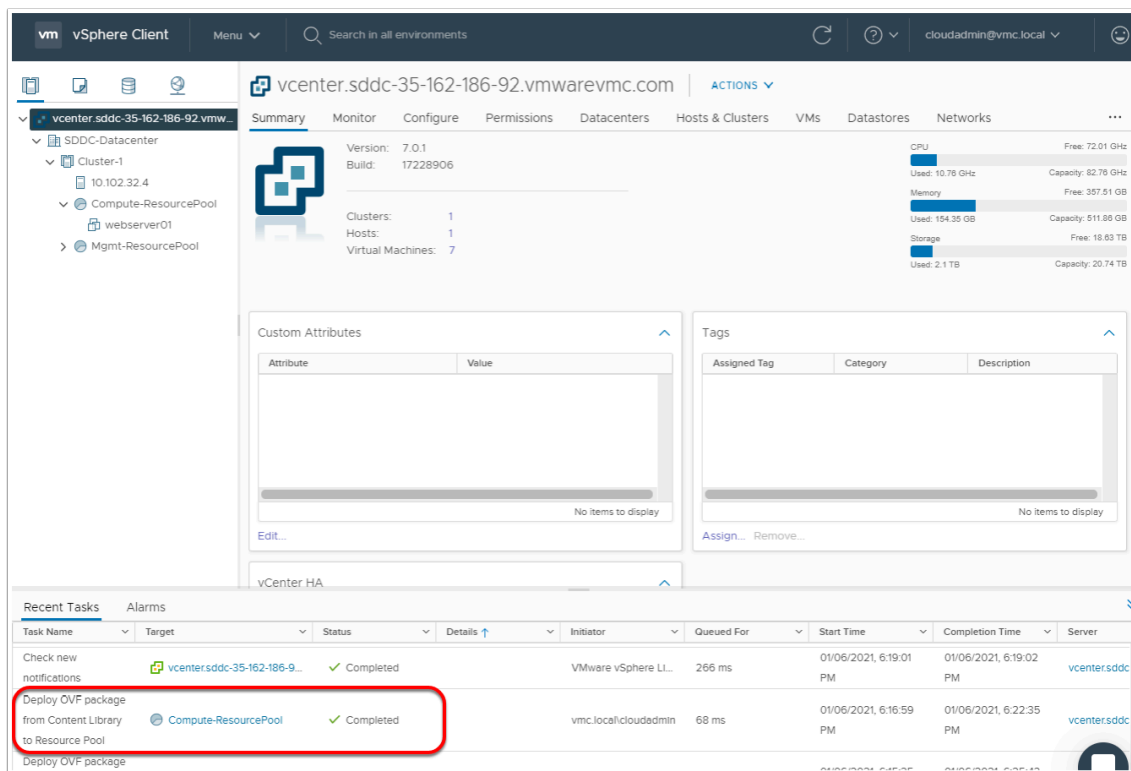 vm vSphere Client Menu Search in all environments cloudadmin@vmc.local
vcenter.sddc-35-162-186-92.vmw...
SDDC-Datacenter
Cluster-1
10.102.32.4
Compute-ResourcePool
webserver01
Mgmt-ResourcePool
vcenter.sddc-35-162-186-92.vmwarevmc.com ACTIONS
Summary Monitor Configure Permissions Datacenters Hosts & Clusters VMs Datastores Networks ...
Version: 7.0.1
Build: 17228906
Clusters: 1
Hosts: 1
Virtual Machines: 7
CPU Free: 72.01 GHz
Used: 10.76 GHz Capacity: 82.76 GHz
Memory Free: 357.51 GB
Used: 154.35 GB Capacity: 511.86 GB
Storage Free: 18.63 TB
Used: 2.1 TB Capacity: 20.74 TB
Custom Attributes
Attribute Value
No items to display
Edit...
Tags
Assigned Tag Category Description
No items to display
Assign... Remove...
vCenter HA
Recent Tasks Alarms
Task Name Target Status Details Initiator Queued For Start Time Completion Time Server
Check new
notifications
vcenter.sddc-35-162-186-9... Completed VMware vSphere LI... 266 ms
01/06/2021, 6:19:01
PM
01/06/2021, 6:19:02
PM
vcenter.sddc
Deploy OVF package
from Content Library
to Resource Pool
Compute-ResourcePool Completed vmc.local\cloudadmin 68 ms
01/06/2021, 6:16:59
PM
01/06/2021, 6:22:35
PM
vcenter.sddc
Deploy OVF package